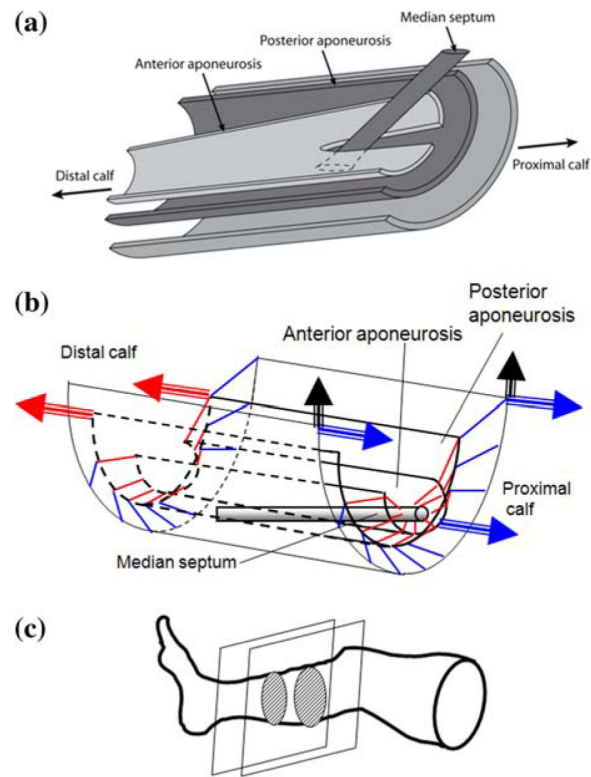 (a)
Median septum
Posterior aponeurosis
Anterior aponeurosis
Distal calf
Proximal calf
(b)
Posterior
aponeurosis
Anterior aponeurosis
Distal calf
Proximal
calf
Median septum
(c)